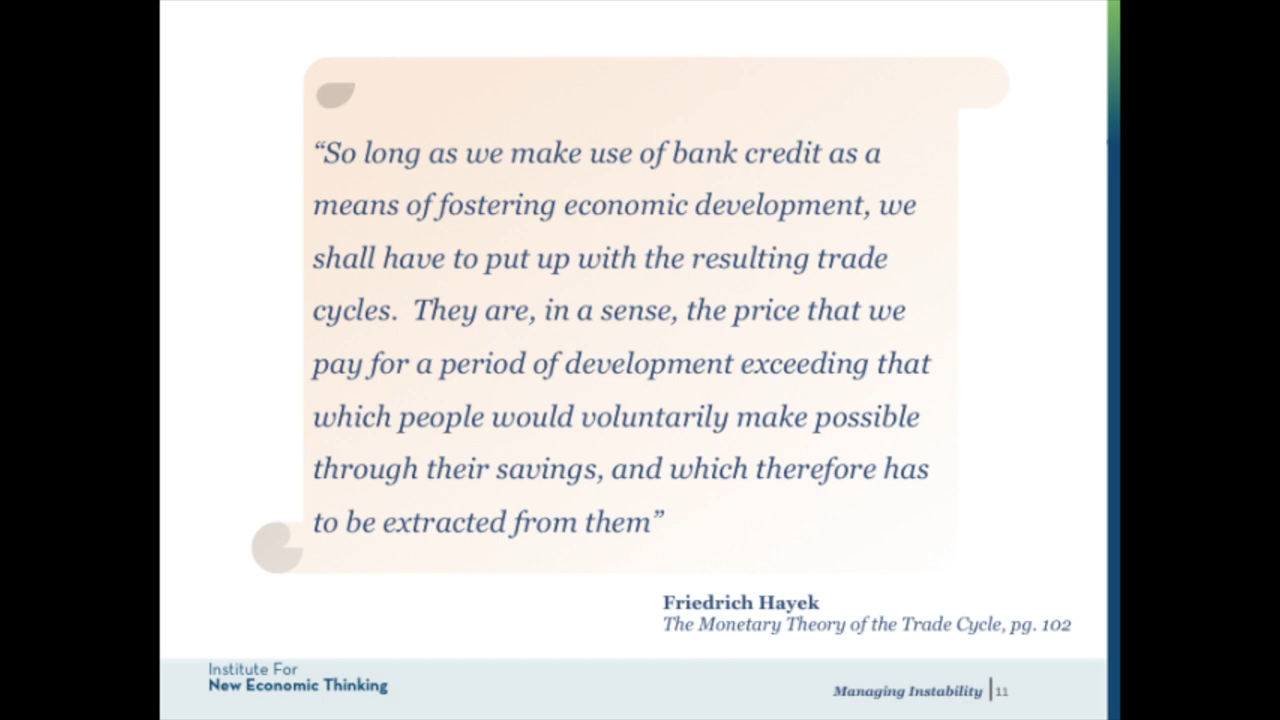 “So long as we make use of bank credit as a
means of fostering economic development, we
shall have to put up with the resulting trade
cycles.  They are, in a sense, the price that we
pay for a period of development exceeding that
which people would voluntarily make possible
through their savings, and which therefore has
to be extracted from them”
Friedrich Hayek
The Monetary Theory of the Trade Cycle, pg. 102
Institute For
New Economic Thinking
Managing Instability 11